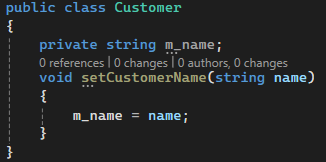 public class Customer
{
private string m_name;
0 references | 0 changes | 0 authors, 0 changes
void setCustomerName(string name)
{
m_name = name;
}
}